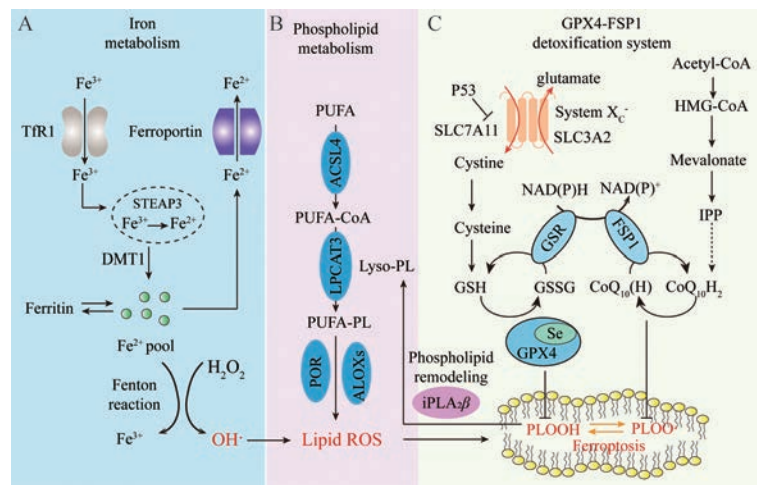 A
Iron
metabolism
Fe³⁺
Fe²⁺
TfR1
Ferroportin
Fe³⁺
Fe²⁺
STEAP3
Fe³⁺
Fe²⁺
DMT1
Ferritin
Fe²⁺ pool
Fenton
reaction
H₂O₂
Fe³⁺
OH·
B
Phospholipid
metabolism
PUFA
ACSL4
PUFA-CoA
LPCAT3
Lyso-PL
PUFA-PL
POR
ALOXs
Lipid ROS
Phospholipid
remodeling
iPLA₂β
C
GPX4-FSP1
detoxification system
P53
SLC7A11
glutamate
System X_C⁻
SLC3A2
Acetyl-CoA
HMG-CoA
Mevalonate
IPP
Cystine
Cysteine
NAD(P)H
NAD(P)⁺
GSR
FSP1
GSH
GSSG
CoQ₁₀(H)
CoQ₁₀H₂
Se
GPX4
PLOOH
PLOO·
Ferroptosis